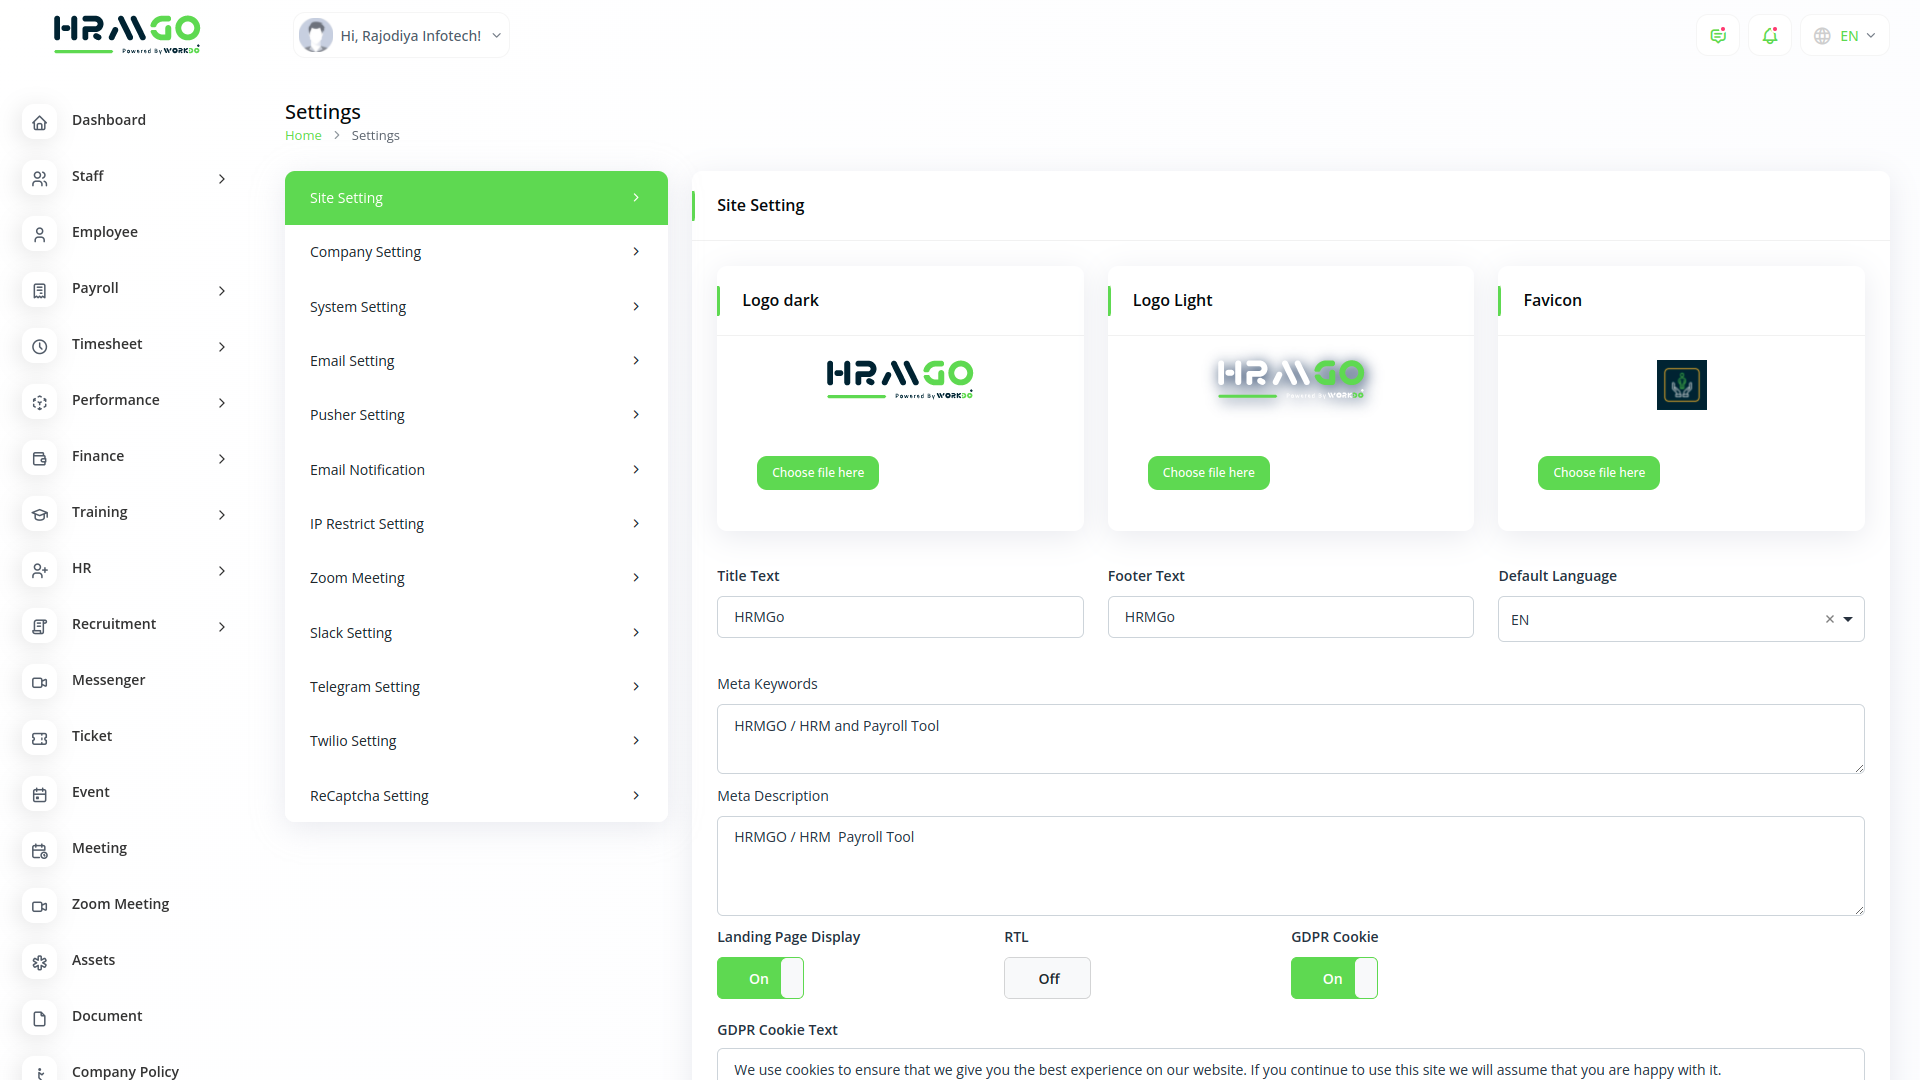 HRMGO
Powered By WORKDO
Hi, Rajodiya Infotech!
EN
Dashboard
Staff
Employee
Payroll
Timesheet
Performance
Finance
Training
HR
Recruitment
Messenger
Ticket
Event
Meeting
Zoom Meeting
Assets
Document
Company Policy
Settings
Home > Settings
Site Setting
Company Setting
System Setting
Email Setting
Pusher Setting
Email Notification
IP Restrict Setting
Zoom Meeting
Slack Setting
Telegram Setting
Twilio Setting
ReCaptcha Setting
Site Setting
Logo dark
HRMGO
Powered By WORKDO
Choose file here
Logo Light
HRMGO
Powered By WORKDO
Choose file here
Favicon
Choose file here
Title Text
HRMGo
Footer Text
HRMGo
Default Language
EN
Meta Keywords
HRMGO / HRM and Payroll Tool
Meta Description
HRMGO / HRM  Payroll Tool
Landing Page Display
On
RTL
Off
GDPR Cookie
On
GDPR Cookie Text
We use cookies to ensure that we give you the best experience on our website. If you continue to use this site we will assume that you are happy with it.